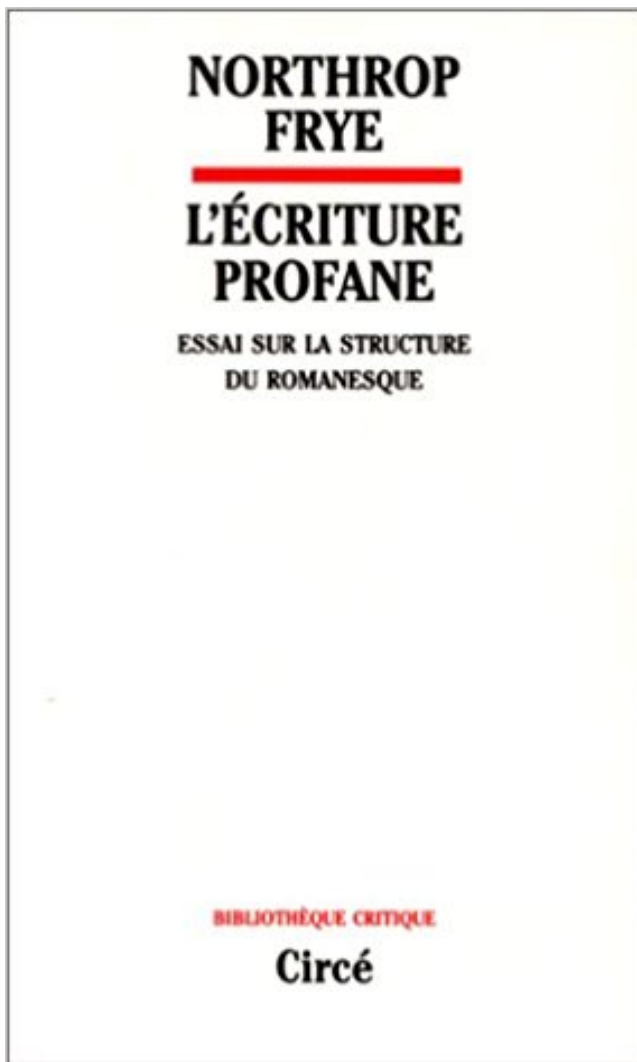 NORTHROP
FRYE
L'ÉCRITURE
PROFANE
ESSAI SUR LA STRUCTURE
DU ROMANESQUE
BIBLIOTHÈQUE CRITIQUE
Circé